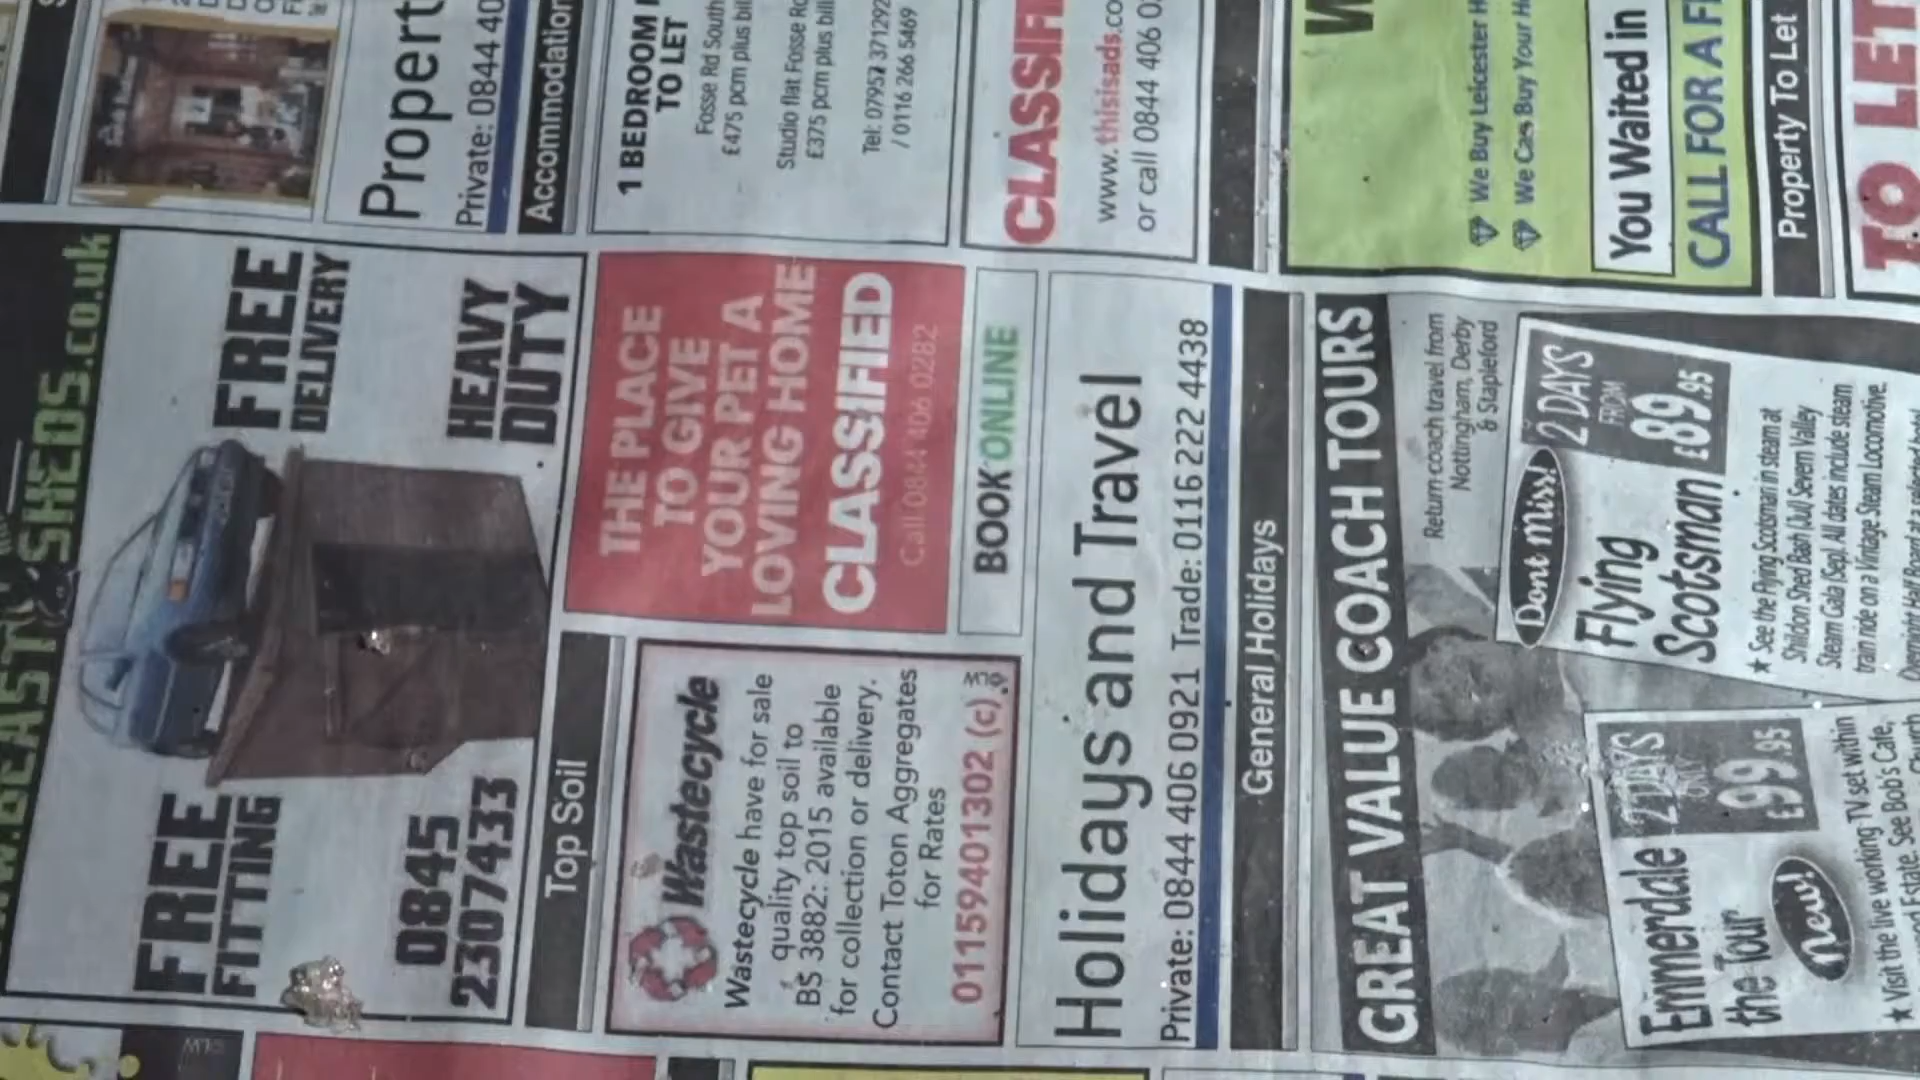 SHEDS.co.uk
FREE
FITTING
FREE
DELIVERY
0845
2307433
HEAVY
DUTY
Top Soil
Wastecycle
Wastecycle have for sale
quality top soil to
BS 3882: 2015 available
for collection or delivery.
Contact Toton Aggregates
for Rates
01159401302 (c)
THE PLACE
TO GIVE
YOUR PET A
LOVING HOME
CLASSIFIED
Call 0844 406 0282
BOOK ONLINE
Holidays and Travel
Private: 0844 406 0921 Trade: 0116 222 4438
General Holidays
GREAT VALUE COACH TOURS
Return coach travel from
Nottingham, Derby
& Stapleford
Emmerdale
the Tour
2 DAYS
ONLY
£99.95
New!
★ Visit the live working TV set within
Estate. See Bob's Cafe,
Church
Dont Miss!
Flying
Scotsman
2 DAYS
FROM
£89.95
★ See the Flying Scotsman in steam at
Shildon Shed Bash (Jul) Severn Valley
Steam Gala (Sep). All dates include steam
train ride on a Vintage Steam Locomotive.
Overnight Half Board at a selected hotel
Private: 0844 40
Accommodation
1 BEDROOM
TO LET
Fosse Rd South
£475 pcm plus bil
Studio flat Fosse Ro
£375 pcm plus bill
Tel: 07952 371292
/ 0116 266 5469
www.thisisads.co
or call 0844 406 0
We Buy Leicester
We Can Buy Your
You Waited in
CALL FOR A
Property To Let
TO LET